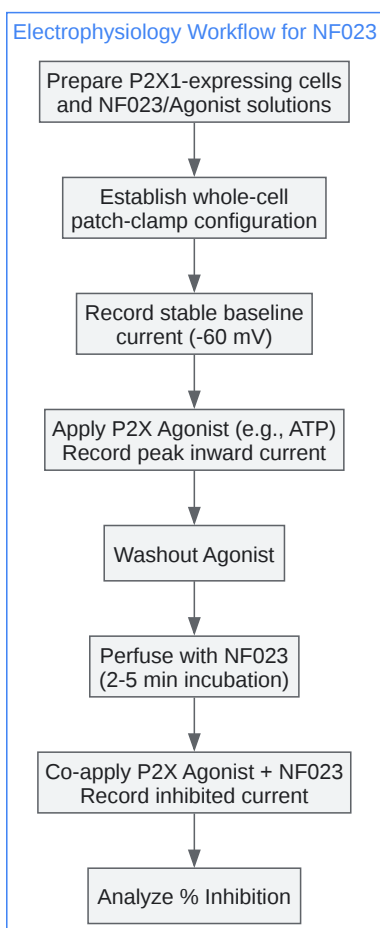 Electrophysiology Workflow for NF023
Prepare P2X1-expressing cells
and NF023/Agonist solutions
Establish whole-cell
patch-clamp configuration
Record stable baseline
current (-60 mV)
Apply P2X Agonist (e.g., ATP)
Record peak inward current
Washout Agonist
Perfuse with NF023
(2-5 min incubation)
Co-apply P2X Agonist + NF023
Record inhibited current
Analyze % Inhibition